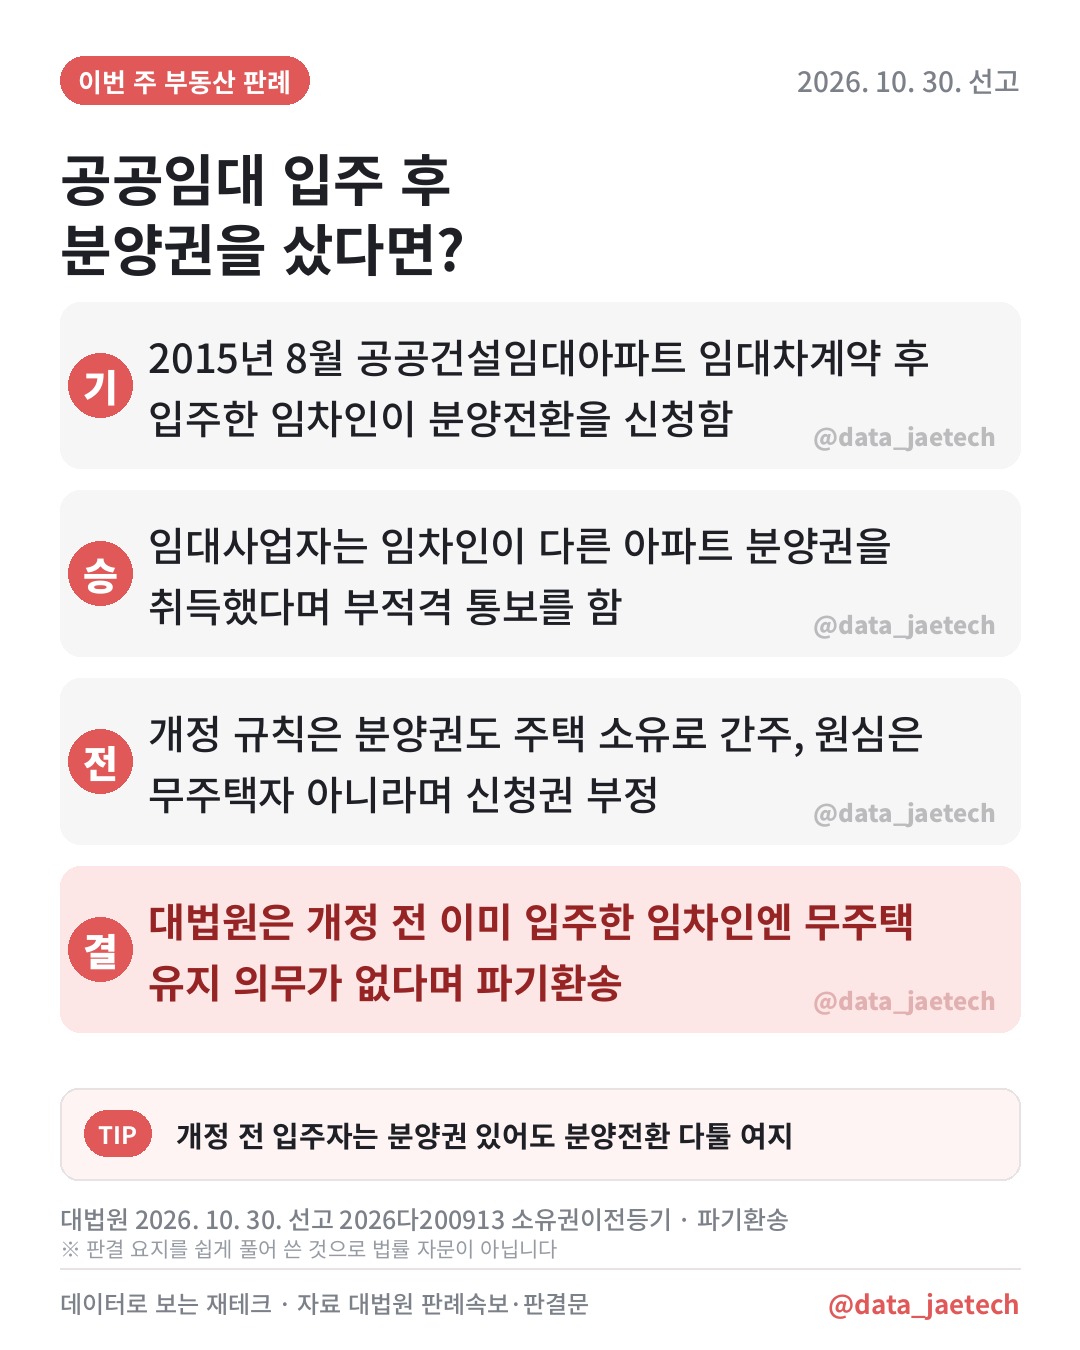 이번 주 부동산 판례
2026. 10. 30. 선고
공공임대 입주 후
분양권을 샀다면?
기
2015년 8월 공공건설임대아파트 임대차계약 후
입주한 임차인이 분양전환을 신청함
@data_jaetech
승
임대사업자는 임차인이 다른 아파트 분양권을
취득했다며 부적격 통보를 함
@data_jaetech
전
개정 규칙은 분양권도 주택 소유로 간주, 원심은
무주택자 아니라며 신청권 부정
@data_jaetech
결
대법원은 개정 전 이미 입주한 임차인엔 무주택
유지 의무가 없다며 파기환송
@data_jaetech
TIP 개정 전 입주자는 분양권 있어도 분양전환 다툴 여지
대법원 2026. 10. 30. 선고 2026다200913 소유권이전등기 · 파기환송
※ 판결 요지를 쉽게 풀어 쓴 것으로 법률 자문이 아닙니다
데이터로 보는 재테크 · 자료 대법원 판례속보·판결문
@data_jaetech